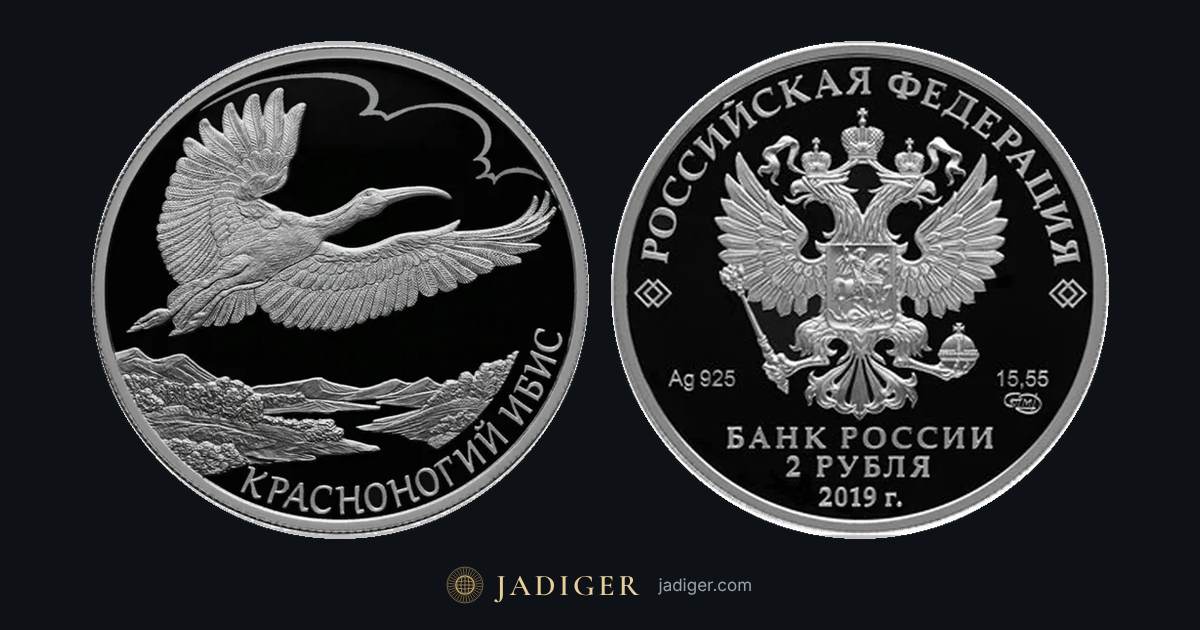 КРАСНОНОГИЙ ИБИС
РОССИЙСКАЯ ФЕДЕРАЦИЯ
Ag 925
15,55
БАНК РОССИИ
2 РУБЛЯ
2019 г.
JADIGER
jadiger.com